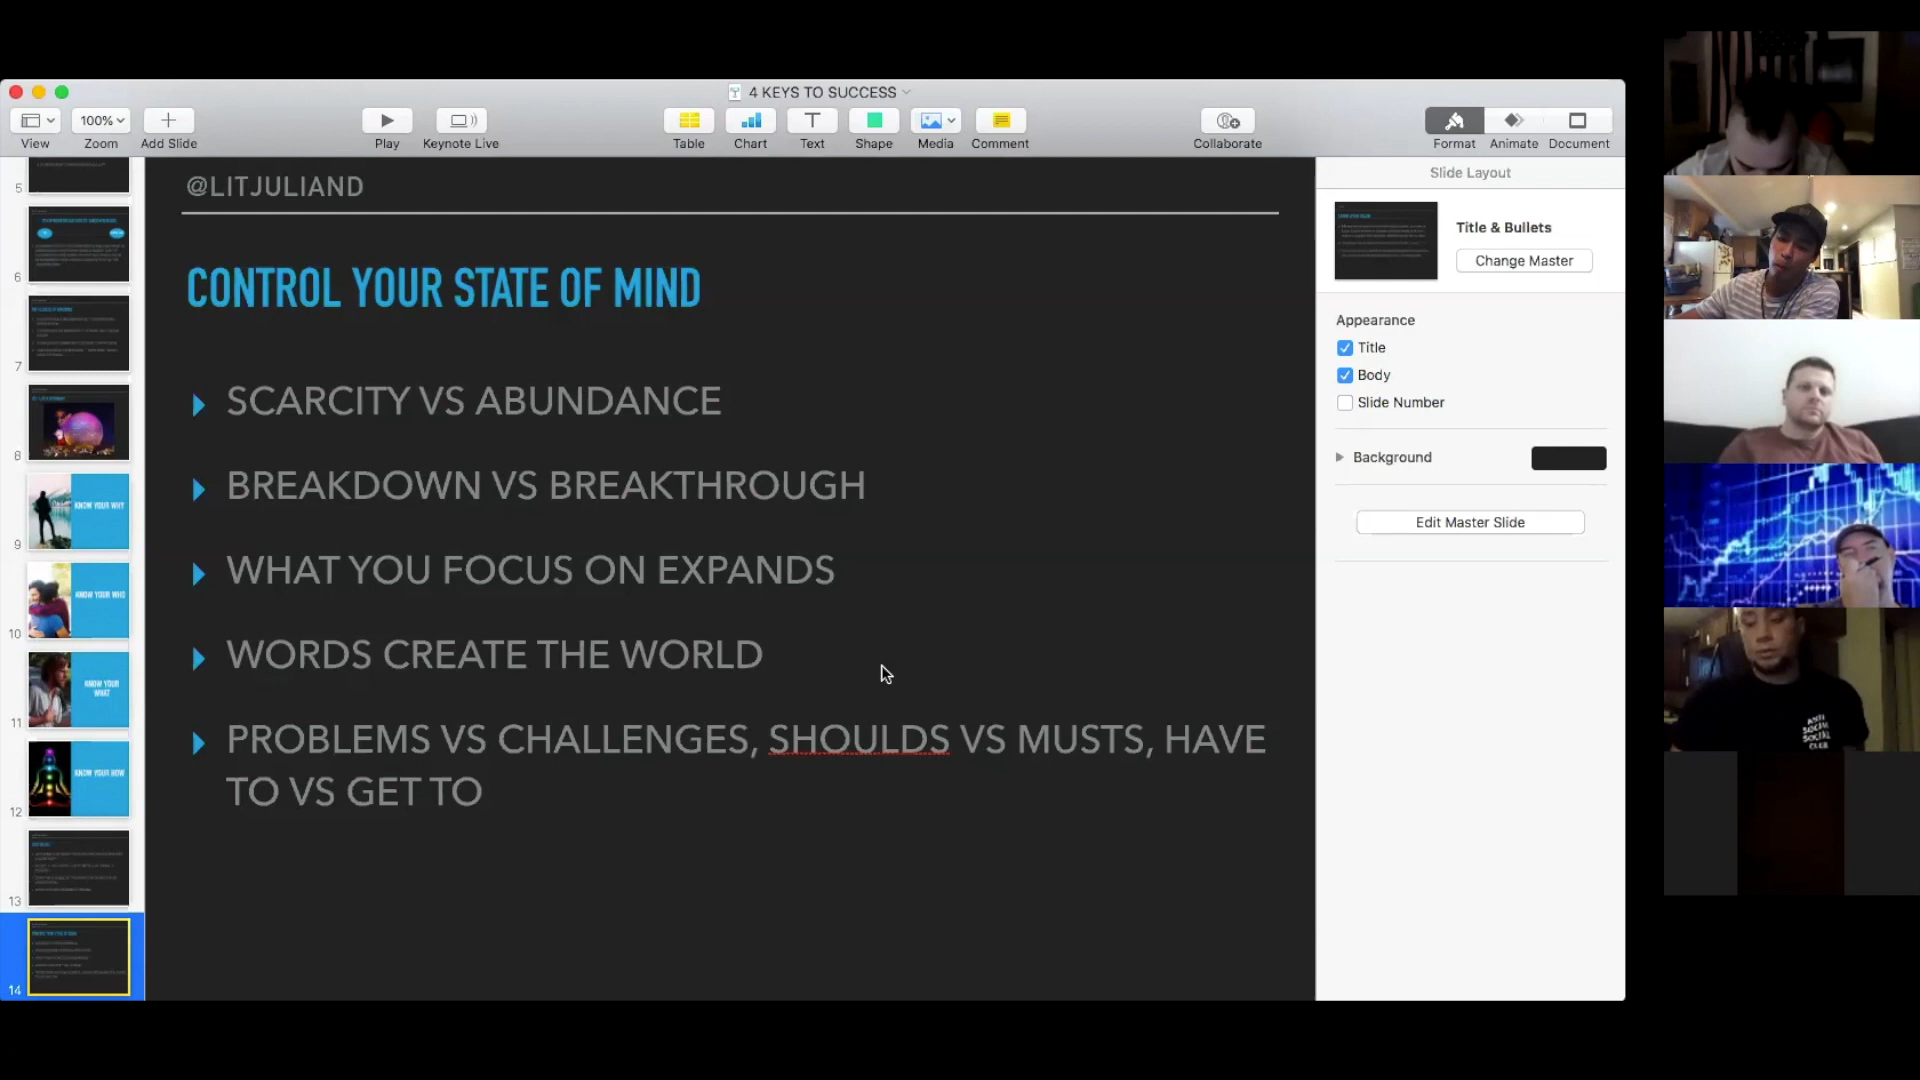 4 KEYS TO SUCCESS
100%
View
Zoom
Add Slide
Play
Keynote Live
Table
Chart
Text
Shape
Media
Comment
Collaborate
Format
Animate
Document
5
6
7
8
KNOW YOUR WHY
9
KNOW YOUR WHO
10
KNOW YOUR
WHAT
11
KNOW YOUR HOW
12
13
14
@LITJULIAND
CONTROL YOUR STATE OF MIND
SCARCITY VS ABUNDANCE
BREAKDOWN VS BREAKTHROUGH
WHAT YOU FOCUS ON EXPANDS
WORDS CREATE THE WORLD
PROBLEMS VS CHALLENGES, SHOULDS VS MUSTS, HAVE
TO VS GET TO
Slide Layout
Title & Bullets
Change Master
Appearance
Title
Body
Slide Number
Background
Edit Master Slide
ANTI
SOCIAL
SOCIAL
CLUB